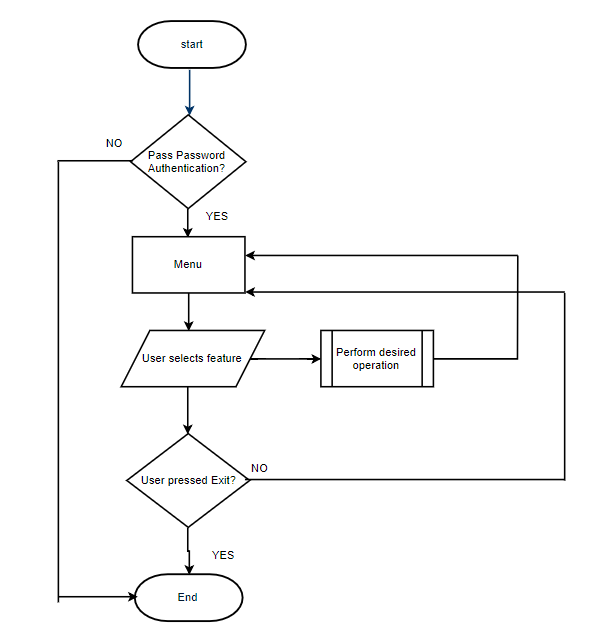 start
NO
Pass Password
Authentication?
YES
Menu
User selects feature
Perform desired
operation
User pressed Exit?
NO
YES
End